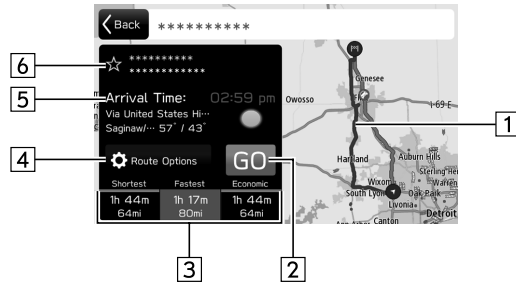 Back
**********
6
**********
************
5
Arrival Time: 02:59 pm
Via United States Hi···
Saginaw/··· 57° / 43°
4
Route Options
GO
Shortest
Fastest
Economic
1h 44m
64mi
1h 17m
80mi
1h 44m
64mi
3
2
1
Genesee
Owosso
I-69-E
Hartland
Auburn Hills
Sterling Hei
Warren
Wixom
South Lyon
Oak Park
Livonia
Detroit
Ann Arbor
Canton